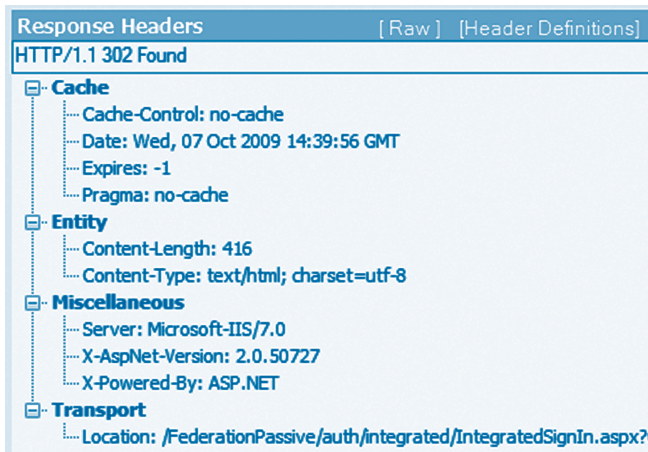 Response Headers [ Raw ] [Header Definitions]
HTTP/1.1 302 Found
Cache
Cache-Control: no-cache
Date: Wed, 07 Oct 2009 14:39:56 GMT
Expires: -1
Pragma: no-cache
Entity
Content-Length: 416
Content-Type: text/html; charset=utf-8
Miscellaneous
Server: Microsoft-IIS/7.0
X-AspNet-Version: 2.0.50727
X-Powered-By: ASP.NET
Transport
Location: /FederationPassive/auth/integrated/IntegratedSignIn.aspx?